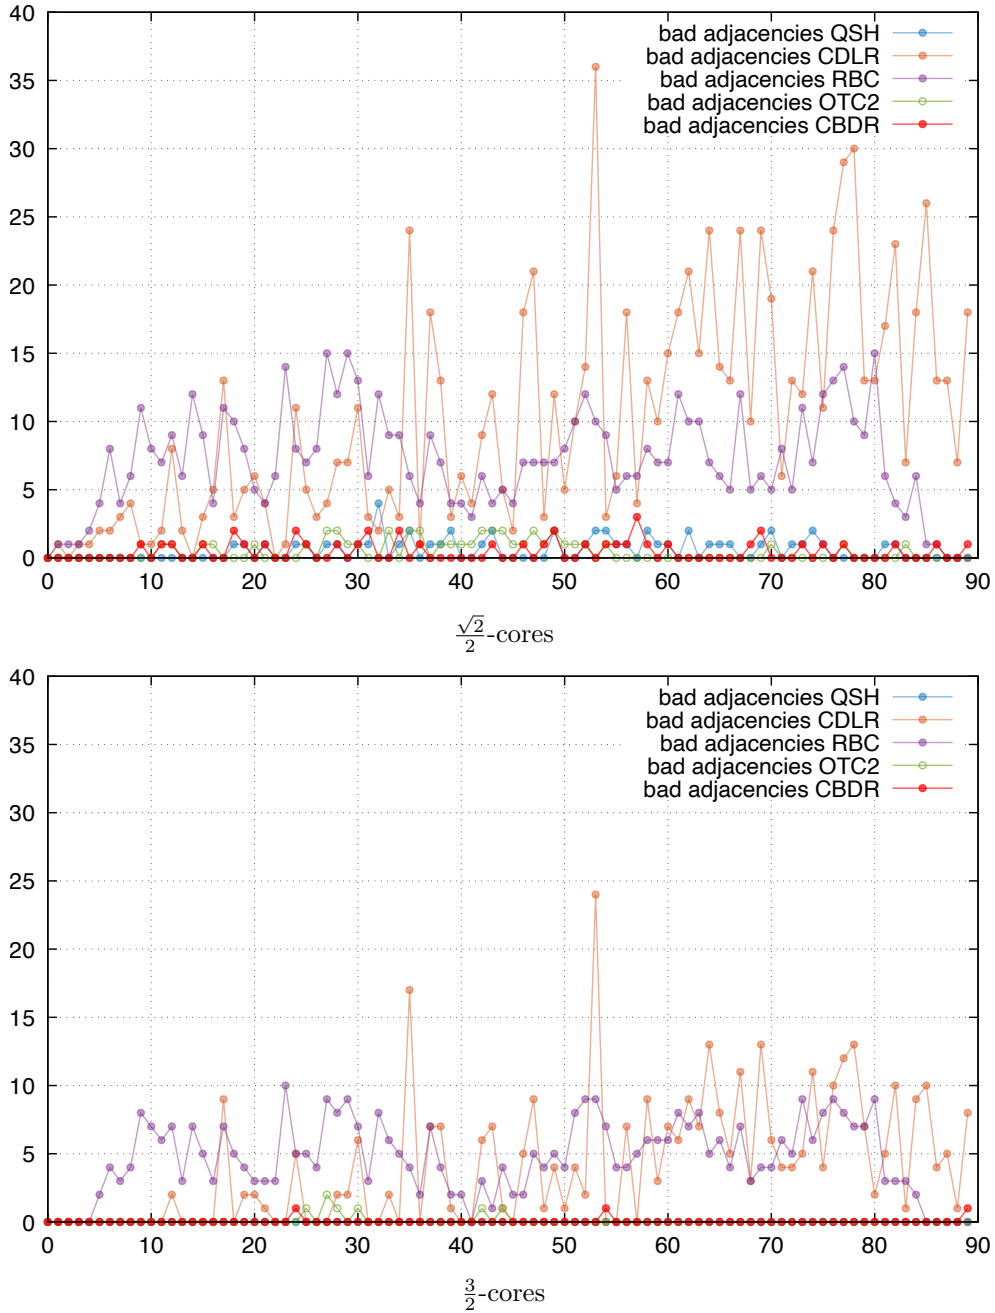 40
35
30
25
20
15
10
5
0
bad adjacencies QSH
bad adjacencies CDLR
bad adjacencies RBC
bad adjacencies OTC2
bad adjacencies CBDR
0 10 20 30 40 50 60 70 80 90
√2/2-cores
40
35
30
25
20
15
10
5
0
bad adjacencies QSH
bad adjacencies CDLR
bad adjacencies RBC
bad adjacencies OTC2
bad adjacencies CBDR
0 10 20 30 40 50 60 70 80 90
3/2-cores